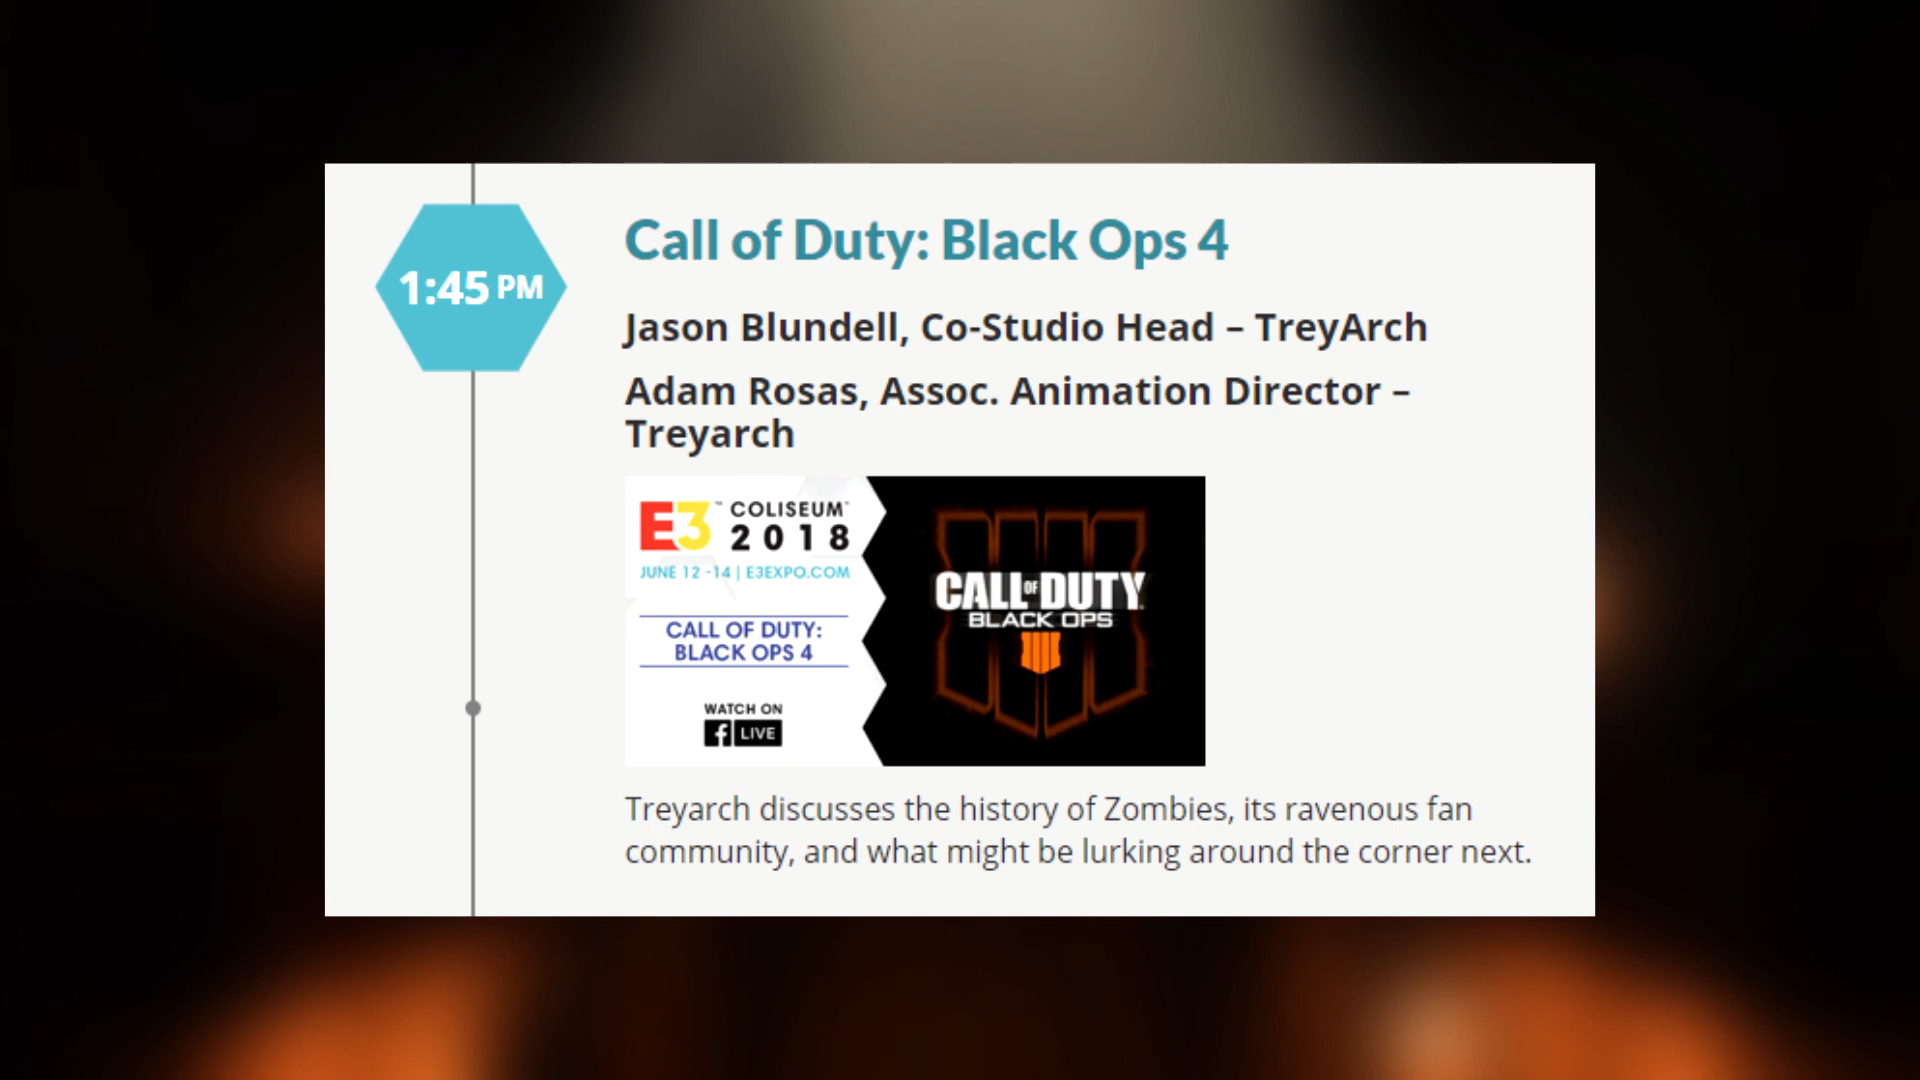 1:45 PM
Call of Duty: Black Ops 4
Jason Blundell, Co-Studio Head – TreyArch
Adam Rosas, Assoc. Animation Director –
Treyarch
E3™ COLISEUM™
2018
JUNE 12 -14 | E3EXPO.COM
CALL OF DUTY:
BLACK OPS 4
WATCH ON
f LIVE
CALL OF DUTY
BLACK OPS
Treyarch discusses the history of Zombies, its ravenous fan
community, and what might be lurking around the corner next.